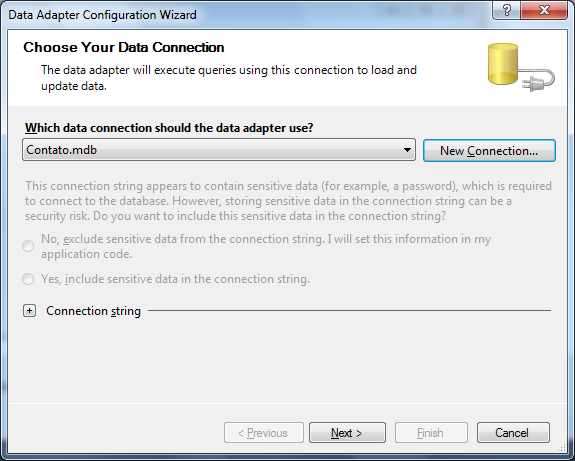 Data Adapter Configuration Wizard
Choose Your Data Connection
The data adapter will execute queries using this connection to load and
update data.
Which data connection should the data adapter use?
Contato.mdb
New Connection...
This connection string appears to contain sensitive data (for example, a password), which is required
to connect to the database. However, storing sensitive data in the connection string can be a
security risk. Do you want to include this sensitive data in the connection string?
No, exclude sensitive data from the connection string. I will set this information in my
application code.
Yes, include sensitive data in the connection string.
Connection string
< Previous
Next >
Finish
Cancel